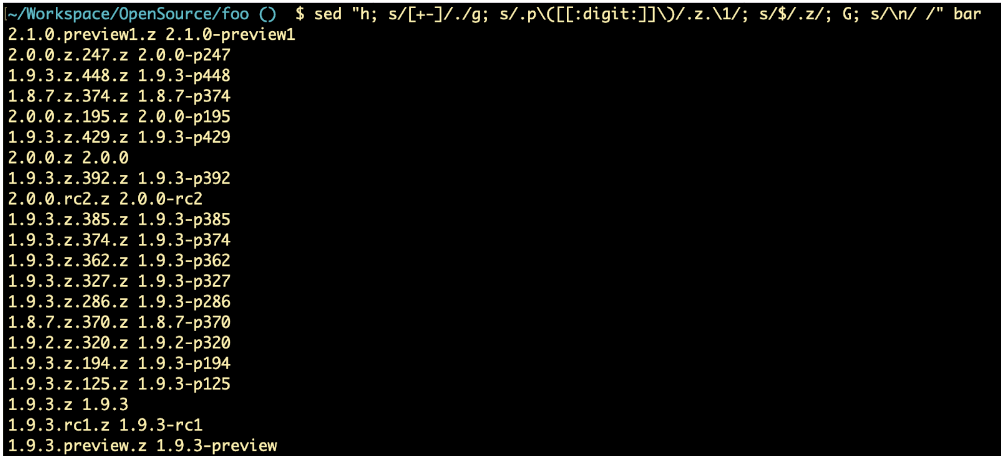 ~/Workspace/OpenSource/foo ()  $ sed "h; s/[+-]/./g; s/.p\([[:digit:]]\)/.z.\1/; s/$/.z/; G; s/\n/ /" bar
2.1.0.preview1.z 2.1.0-preview1
2.0.0.z.247.z 2.0.0-p247
1.9.3.z.448.z 1.9.3-p448
1.8.7.z.374.z 1.8.7-p374
2.0.0.z.195.z 2.0.0-p195
1.9.3.z.429.z 1.9.3-p429
2.0.0.z 2.0.0
1.9.3.z.392.z 1.9.3-p392
2.0.0.rc2.z 2.0.0-rc2
1.9.3.z.385.z 1.9.3-p385
1.9.3.z.374.z 1.9.3-p374
1.9.3.z.362.z 1.9.3-p362
1.9.3.z.327.z 1.9.3-p327
1.9.3.z.286.z 1.9.3-p286
1.8.7.z.370.z 1.8.7-p370
1.9.2.z.320.z 1.9.2-p320
1.9.3.z.194.z 1.9.3-p194
1.9.3.z.125.z 1.9.3-p125
1.9.3.z 1.9.3
1.9.3.rc1.z 1.9.3-rc1
1.9.3.preview.z 1.9.3-preview